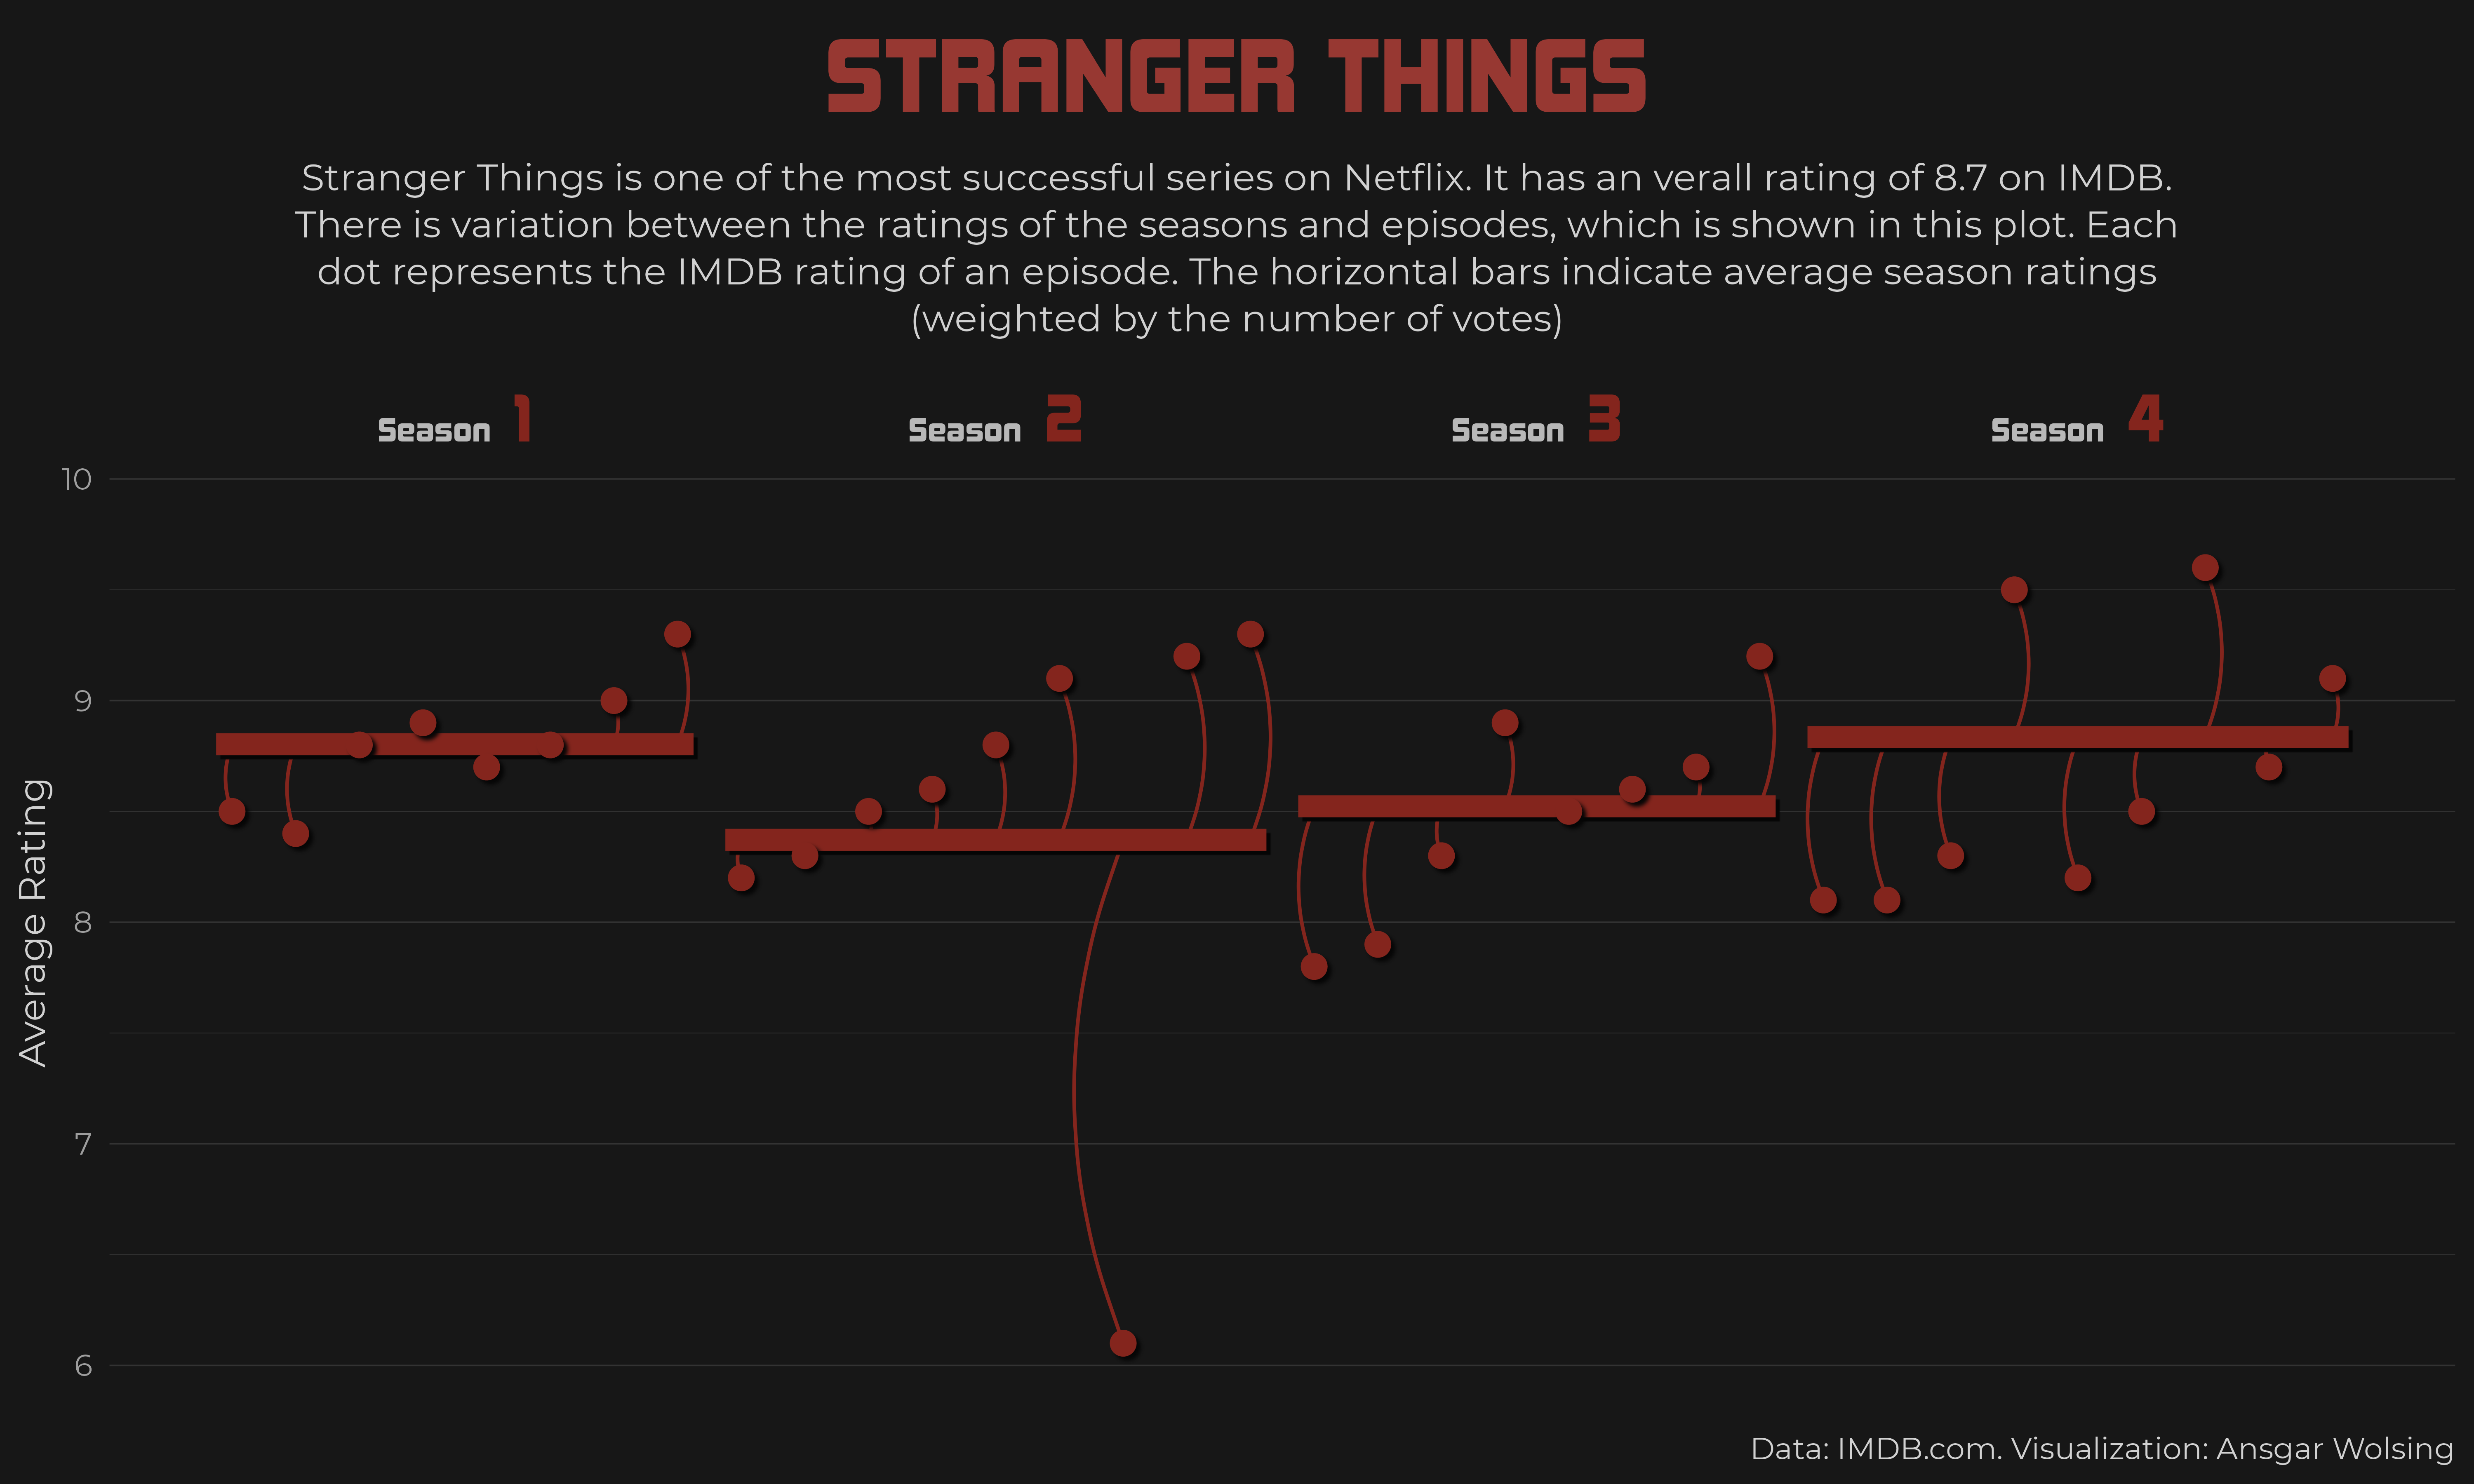 STRANGER THINGS
Stranger Things is one of the most successful series on Netflix. It has an verall rating of 8.7 on IMDB.
There is variation between the ratings of the seasons and episodes, which is shown in this plot. Each
dot represents the IMDB rating of an episode. The horizontal bars indicate average season ratings
(weighted by the number of votes)
Season 1
Season 2
Season 3
Season 4
10
9
8
7
6
Average Rating
Data: IMDB.com. Visualization: Ansgar Wolsing